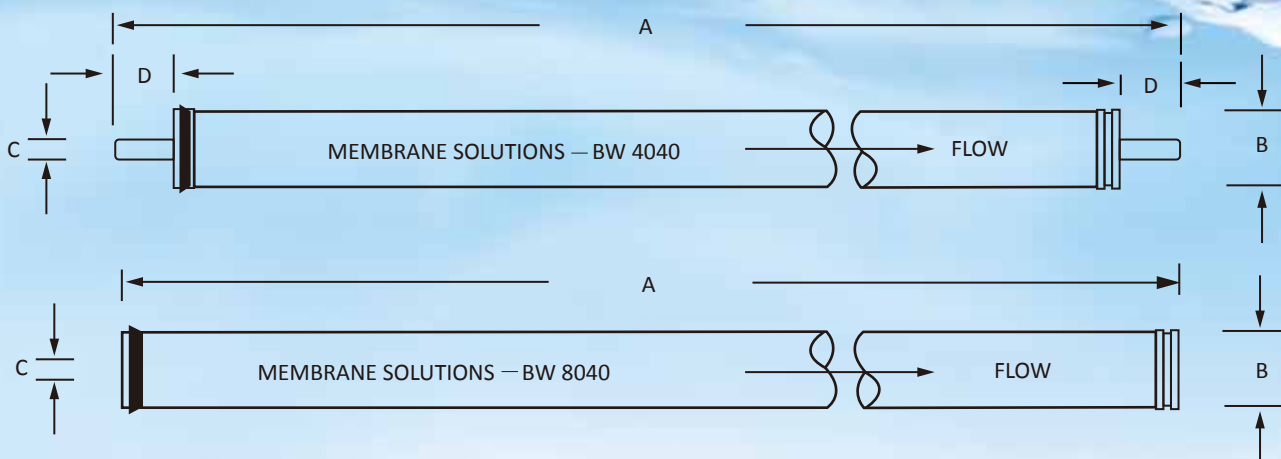 A
D
D
C
MEMBRANE SOLUTIONS — BW 4040
FLOW
B
A
C
MEMBRANE SOLUTIONS — BW 8040
FLOW
B